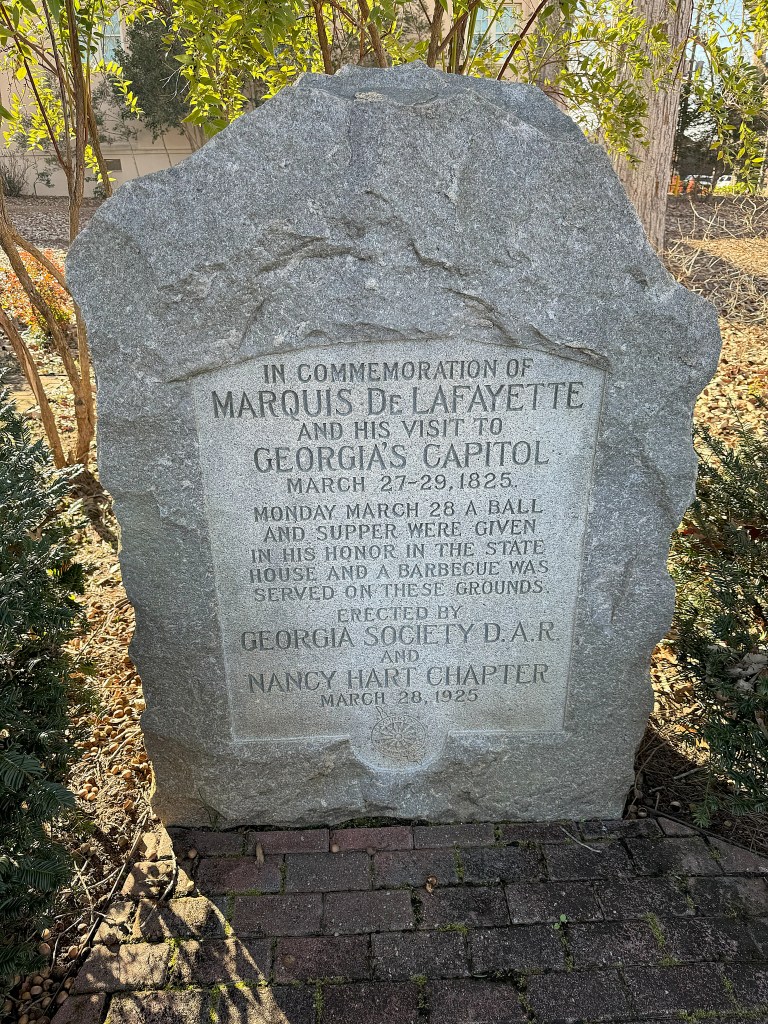 IN COMMEMORATION OF
MARQUIS De LAFAYETTE
AND HIS VISIT TO
GEORGIA'S CAPITOL
MARCH 27-29, 1825.
MONDAY MARCH 28 A BALL
AND SUPPER WERE GIVEN
IN HIS HONOR IN THE STATE
HOUSE AND A BARBECUE WAS
SERVED ON THESE GROUNDS.
ERECTED BY
GEORGIA SOCIETY D.A.R.
AND
NANCY HART CHAPTER
MARCH 28, 1925